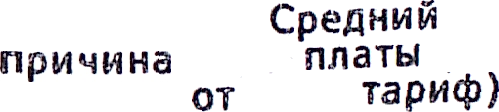 Средний
причина платы
от тариф)